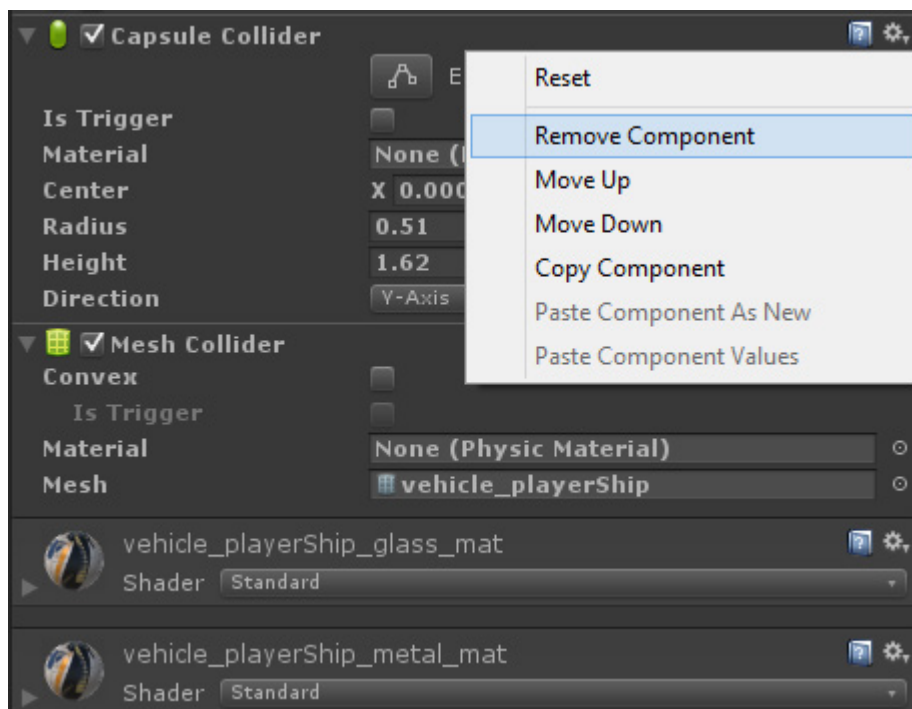 Capsule Collider
E
Reset
Is Trigger
Remove Component
Material None (
Move Up
Center X 0.000
Radius 0.51
Move Down
Height 1.62
Copy Component
Direction Y-Axis
Paste Component As New
Mesh Collider
Paste Component Values
Convex
Is Trigger
Material None (Physic Material)
Mesh vehicle_playerShip
vehicle_playerShip_glass_mat
Shader Standard
vehicle_playerShip_metal_mat
Shader Standard